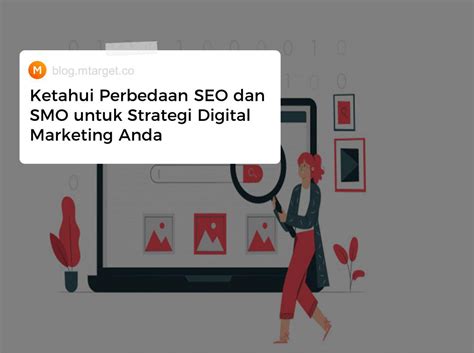 M blog.mtarget.co
Ketahui Perbedaan SEO dan
SMO untuk Strategi Digital
Marketing Anda